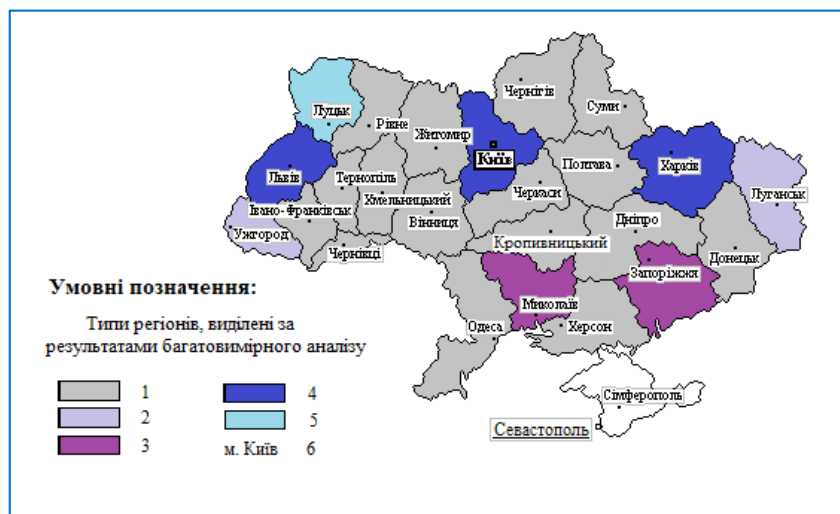 Чернігів
Суми
Луцьк
Рівне
Житомир
Київ
Полтава
Харків
Львів
Тернопіль
Хмельницький
Черкаси
Луганськ
Івано-Франківськ
Вінниця
Дніпро
Ужгород
Чернівці
Кропивницький
Донецьк
Запоріжжя
Умовні позначення:
Миколаїв
Типи регіонів, виділені за
результатами багатовимірного аналізу
Одеса
Херсон
1 4
2 5
3 м. Київ 6
Сімферополь
Севастополь